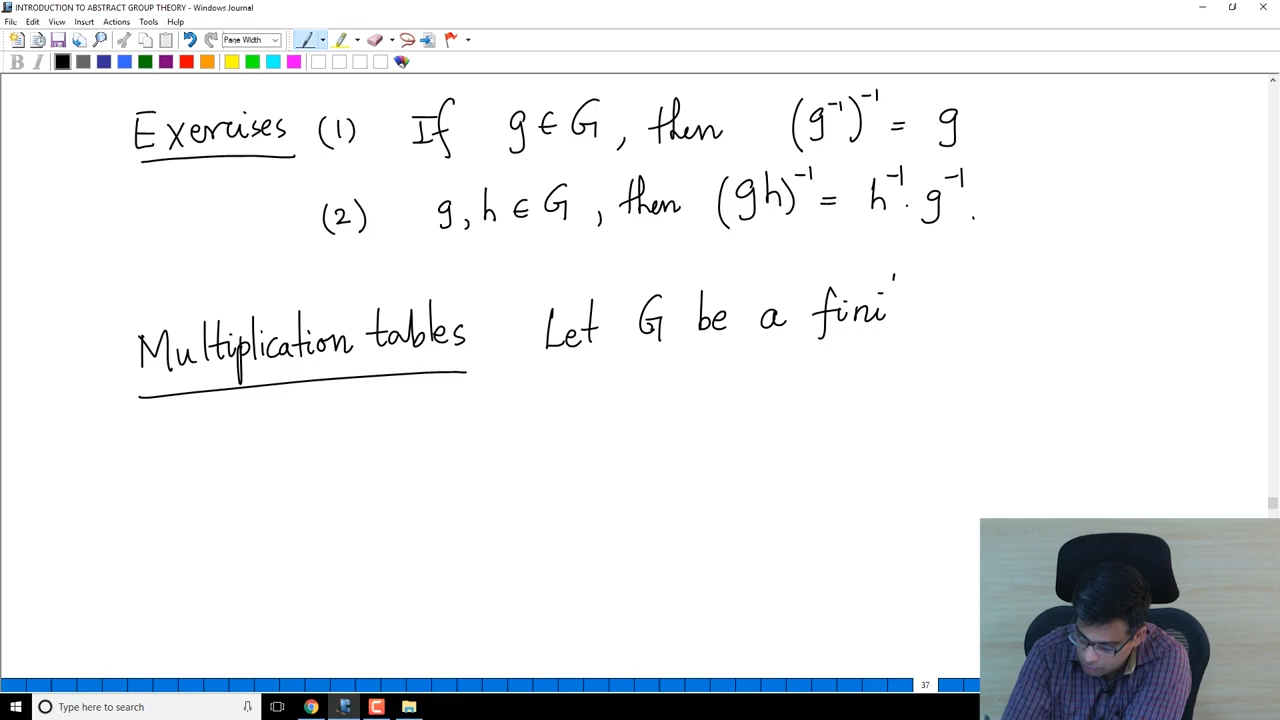 INTRODUCTION TO ABSTRACT GROUP THEORY - Windows Journal
File Edit View Insert Actions Tools Help
Page Width
B I
Exercises (1) If g ∈ G, then (g⁻¹)⁻¹ = g
(2) g, h ∈ G, then (gh)⁻¹ = h⁻¹. g⁻¹.
Multiplication tables Let G be a fini
37
Type here to search